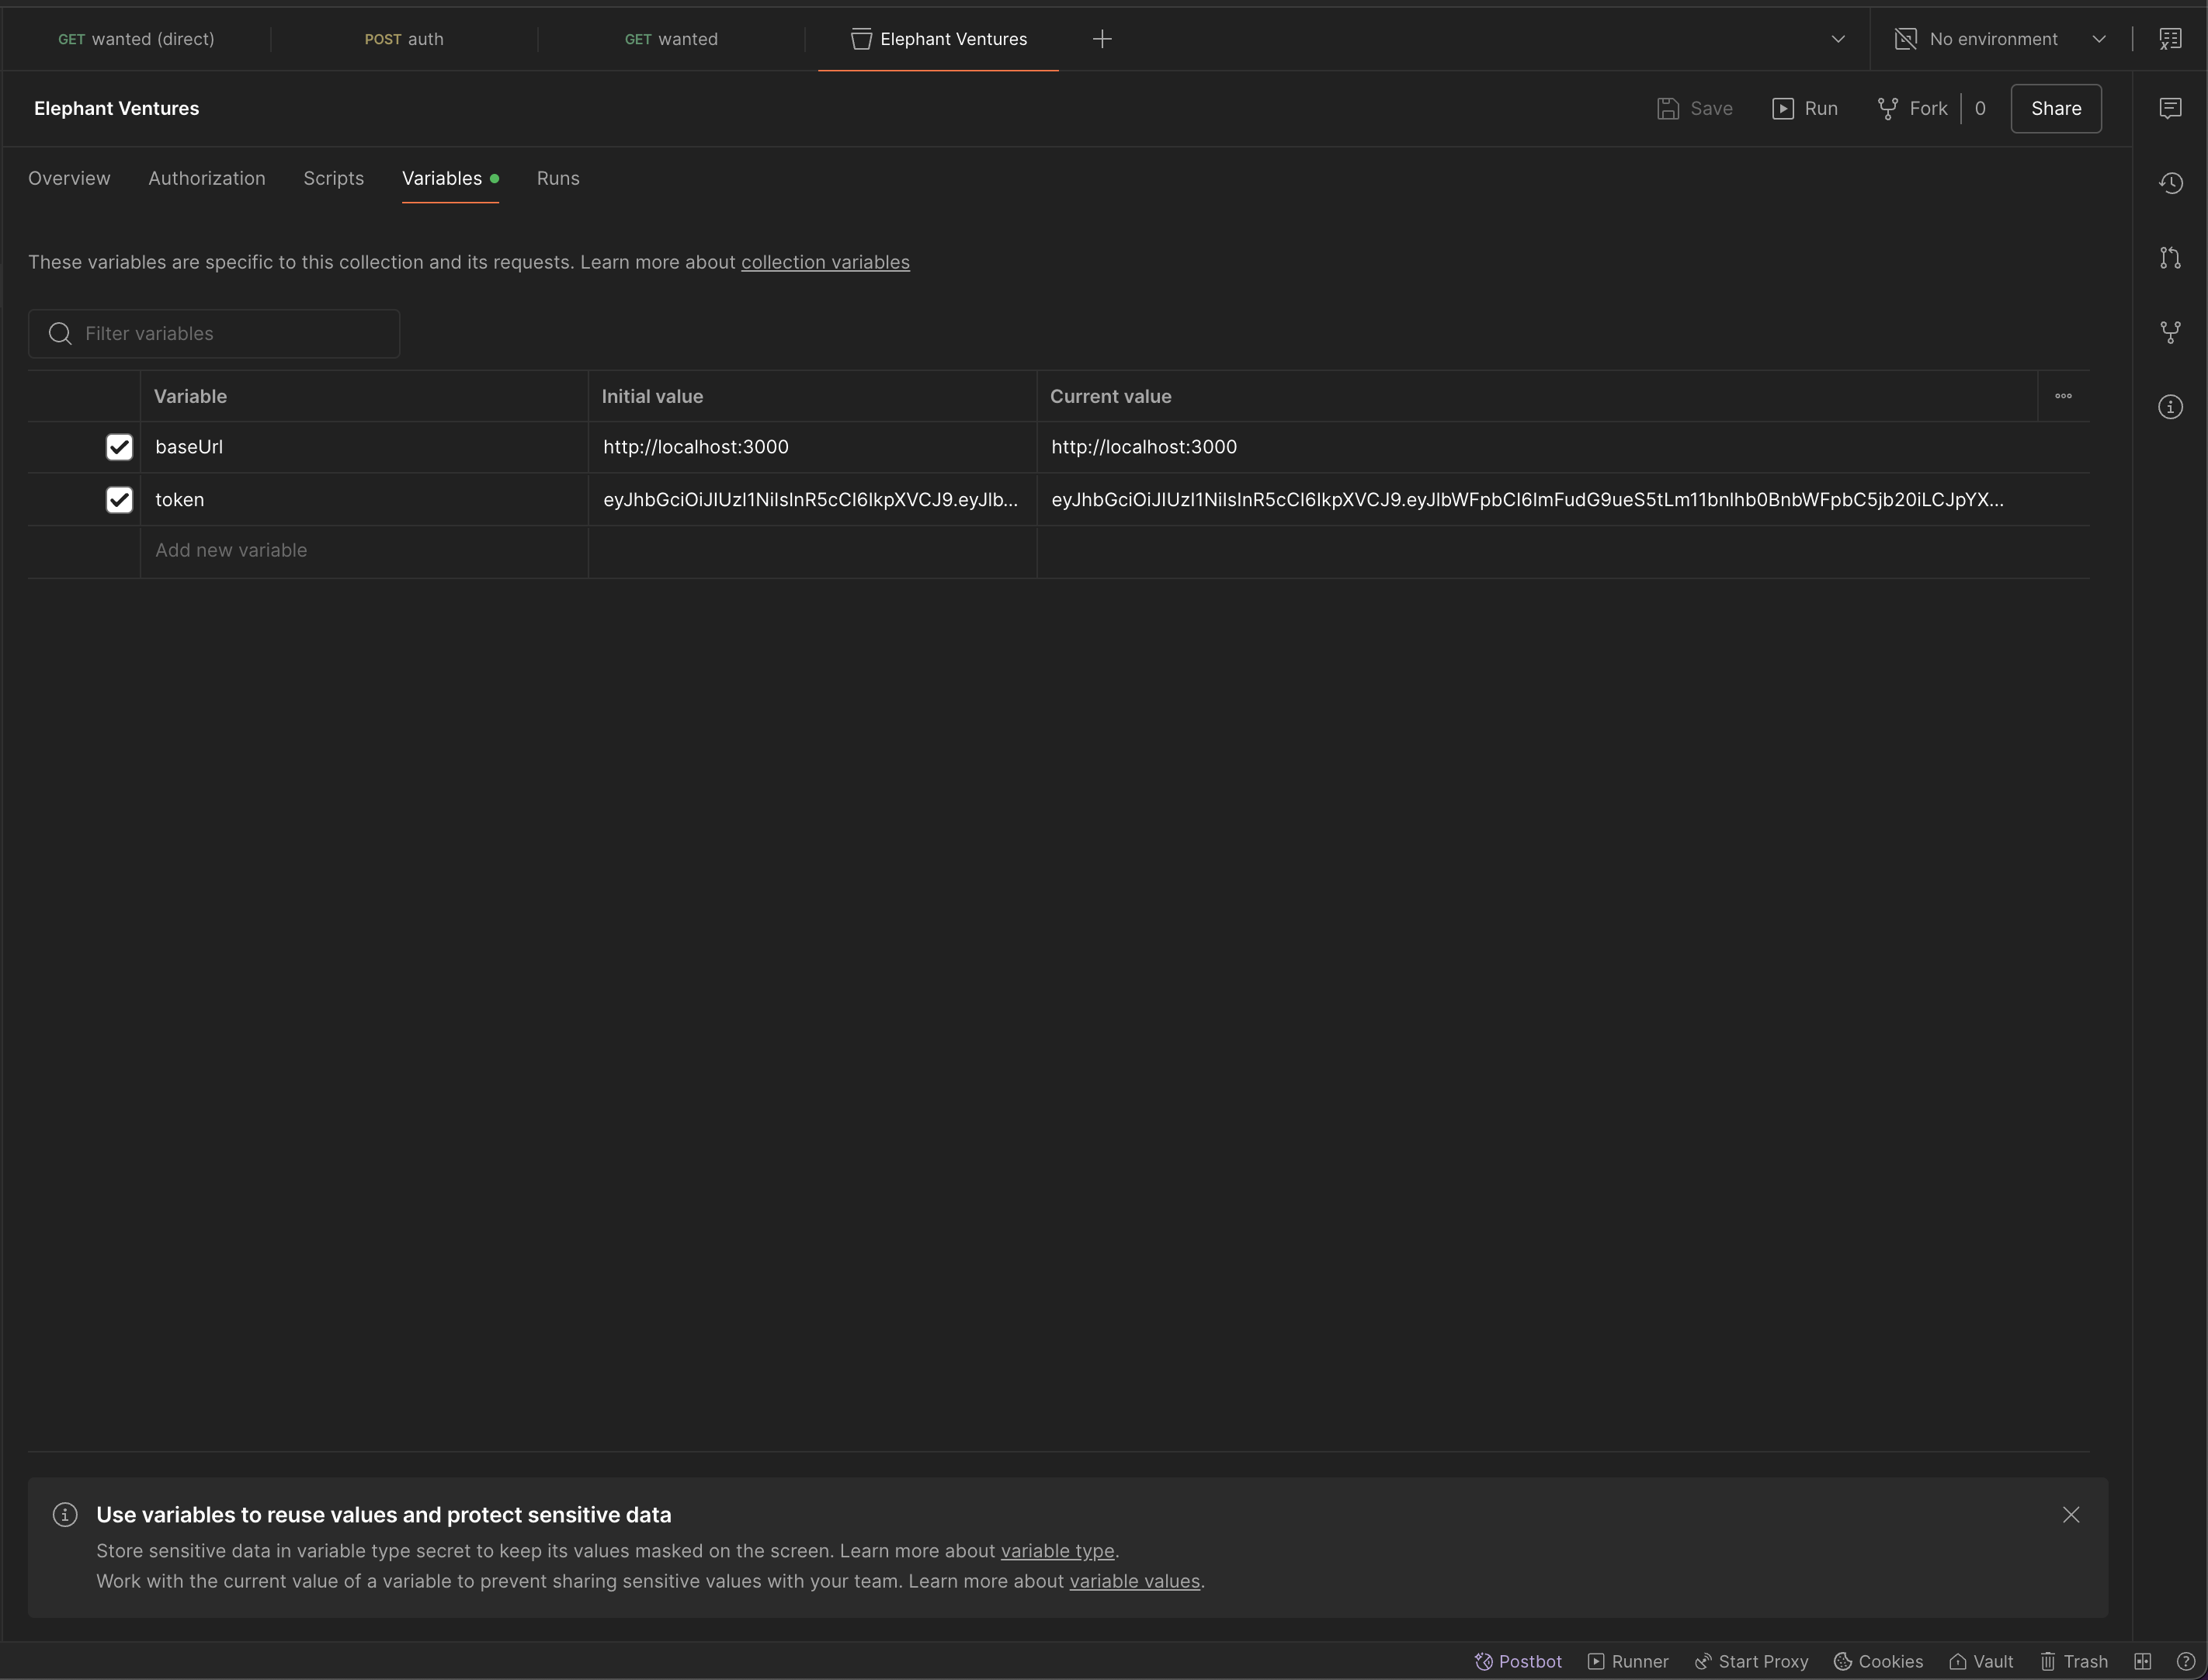 GET wanted (direct)
POST auth
GET wanted
Elephant Ventures
No environment
Elephant Ventures
Save
Run
Fork 0
Share
Overview
Authorization
Scripts
Variables
Runs
These variables are specific to this collection and its requests. Learn more about collection variables
Filter variables
Variable Initial value Current value
baseUrl http://localhost:3000 http://localhost:3000
token eyJhbGciOiJIUzI1NiIsInR5cCI6IkpXVCJ9.eyJlb... eyJhbGciOiJIUzI1NiIsInR5cCI6IkpXVCJ9.eyJlbWFpbCI6ImFudG9ueS5tLm11bnlhb0BnbWFpbC5jb20iLCJpYX...
Add new variable
Use variables to reuse values and protect sensitive data
Store sensitive data in variable type secret to keep its values masked on the screen. Learn more about variable type.
Work with the current value of a variable to prevent sharing sensitive values with your team. Learn more about variable values.
Postbot
Runner
Start Proxy
Cookies
Vault
Trash